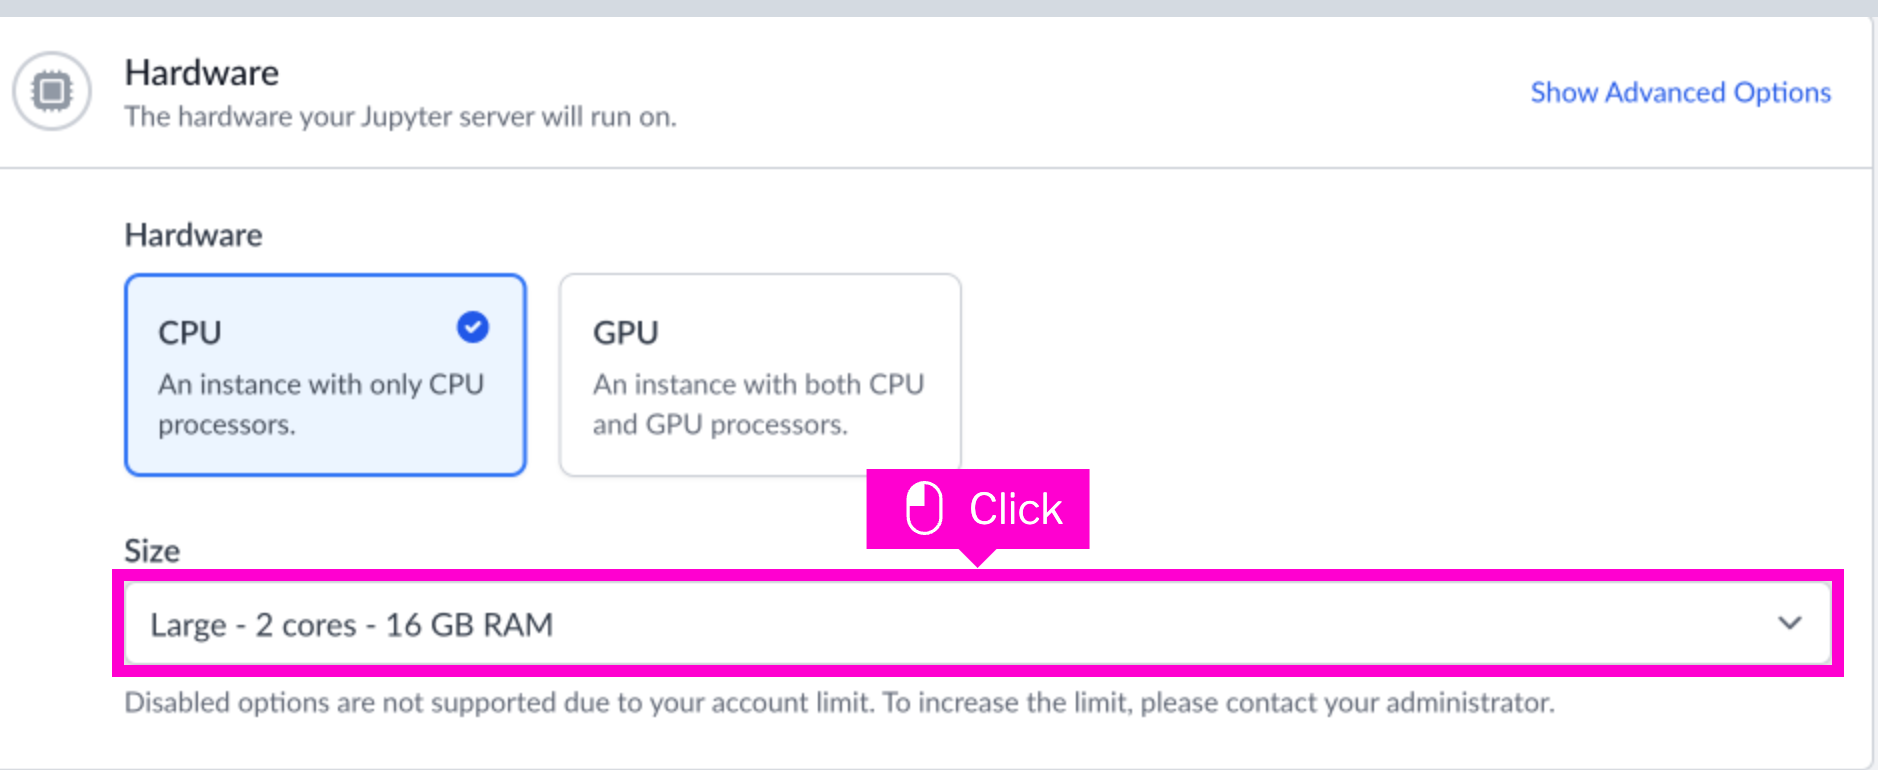 Hardware
The hardware your Jupyter server will run on.
Show Advanced Options
Hardware
CPU
An instance with only CPU
processors.
GPU
An instance with both CPU
and GPU processors.
Click
Size
Large - 2 cores - 16 GB RAM
Disabled options are not supported due to your account limit. To increase the limit, please contact your administrator.